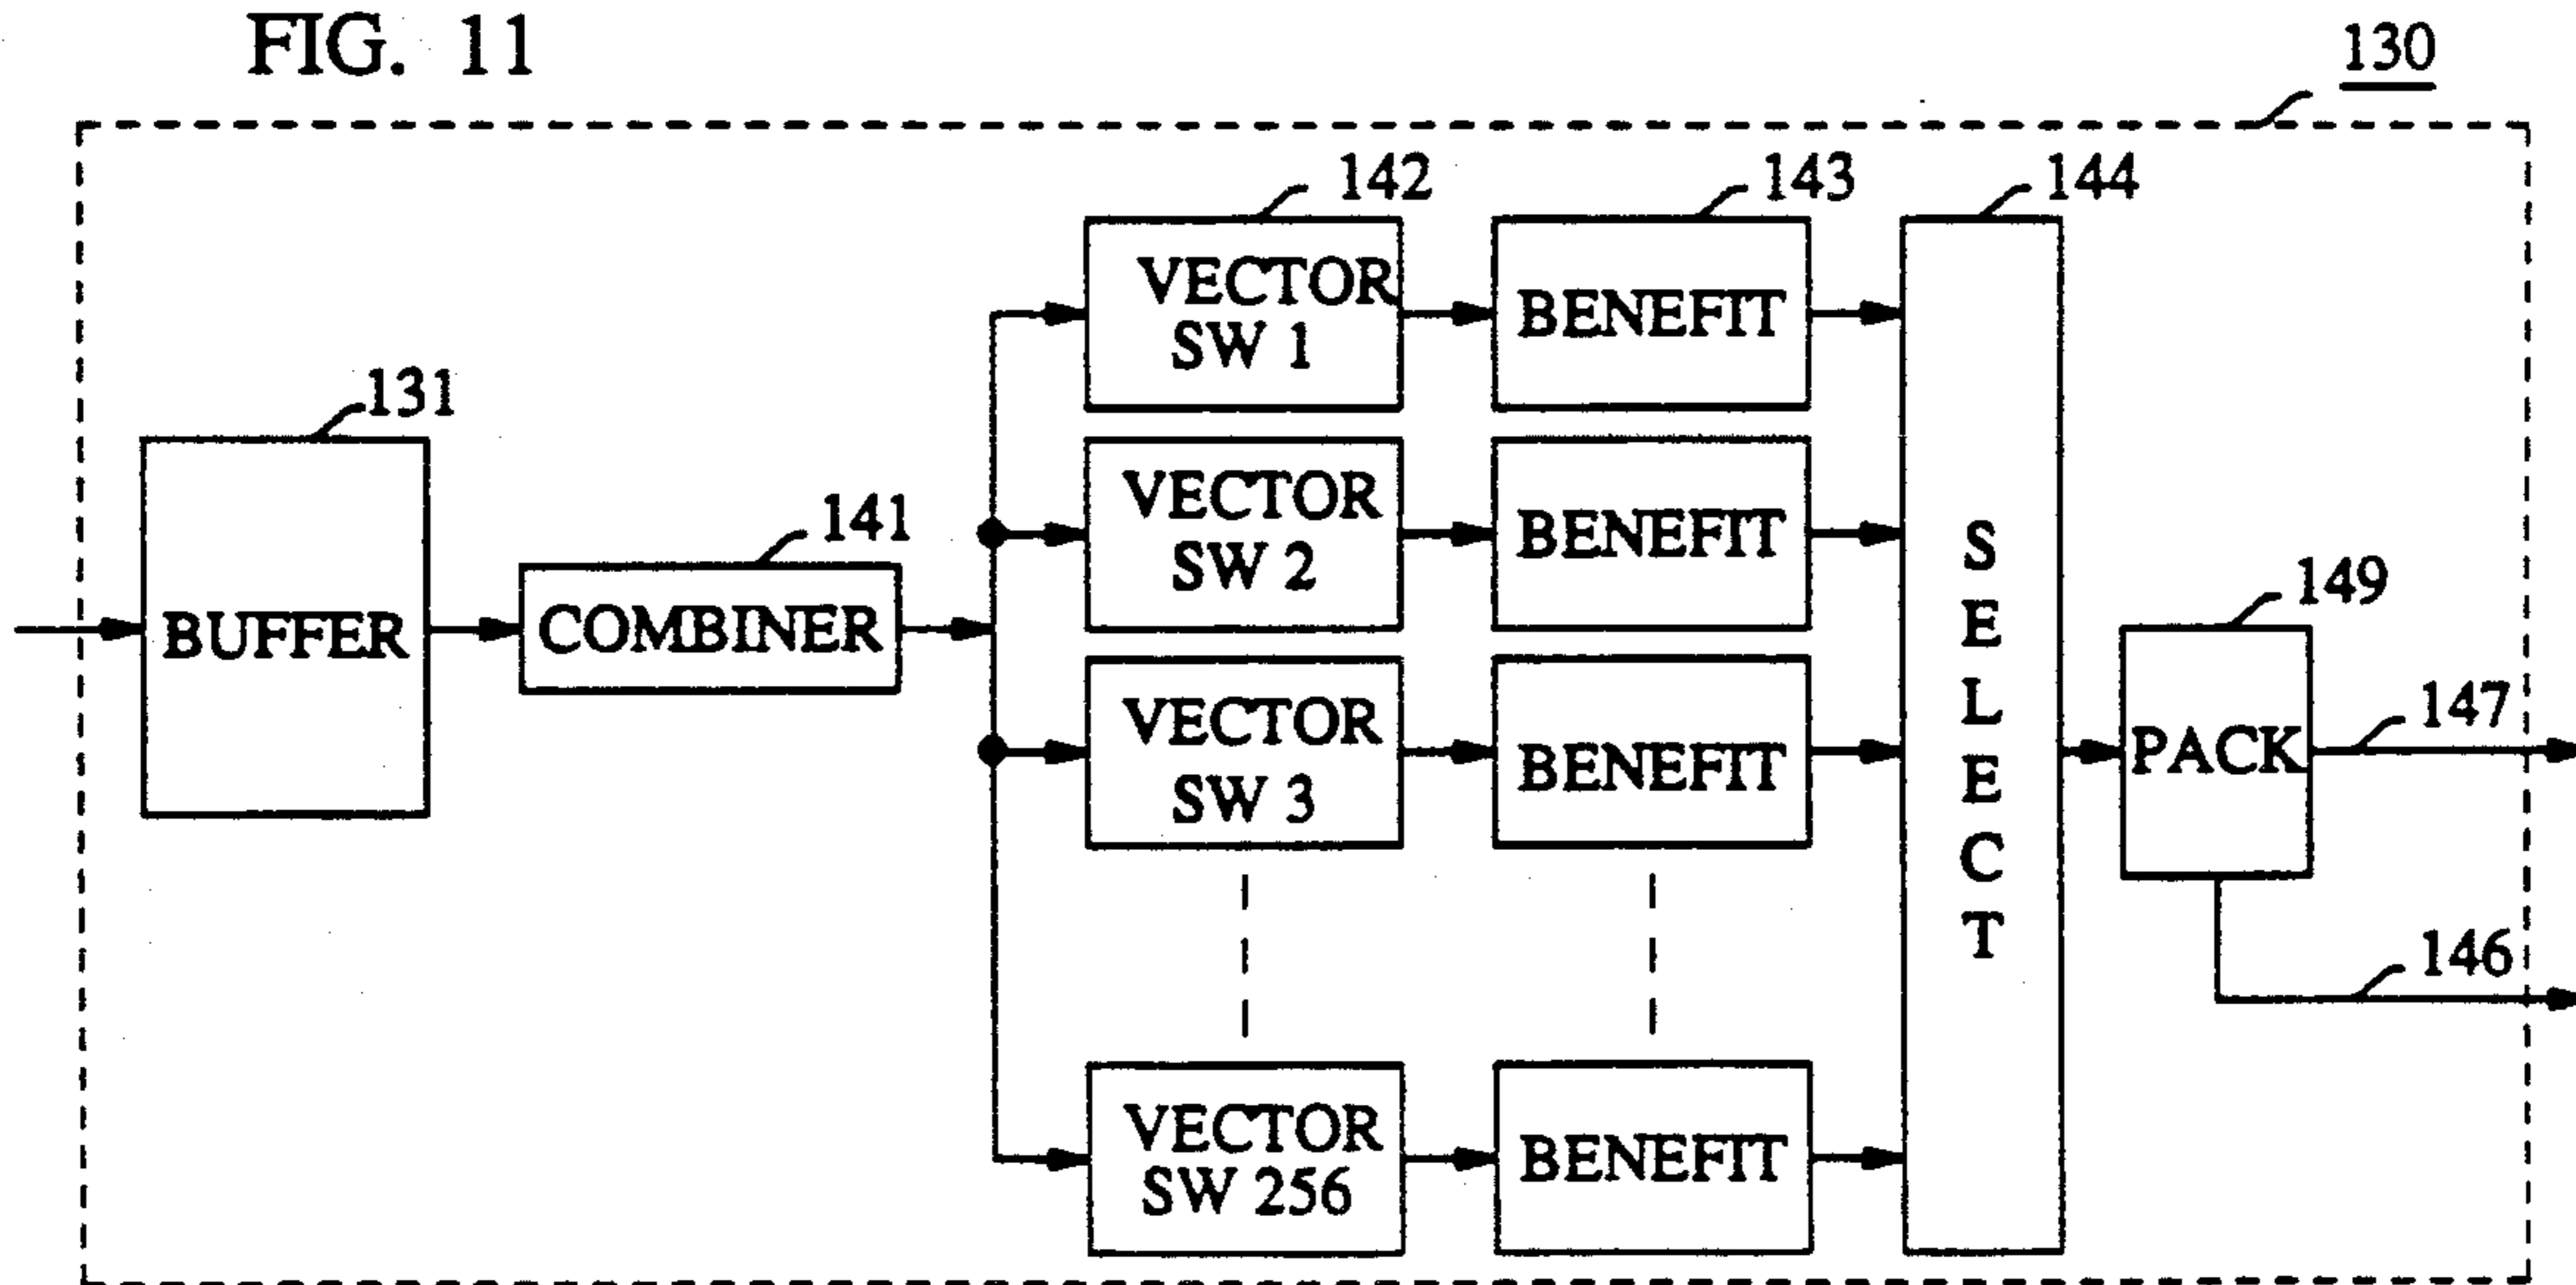 FIG. 11
130
142
143
144
VECTOR
SW 1
BENEFIT
131
BUFFER
141
COMBINER
VECTOR
SW 2
BENEFIT
VECTOR
SW 3
BENEFIT
VECTOR
SW 256
BENEFIT
SELECT
149
PACK
147
146